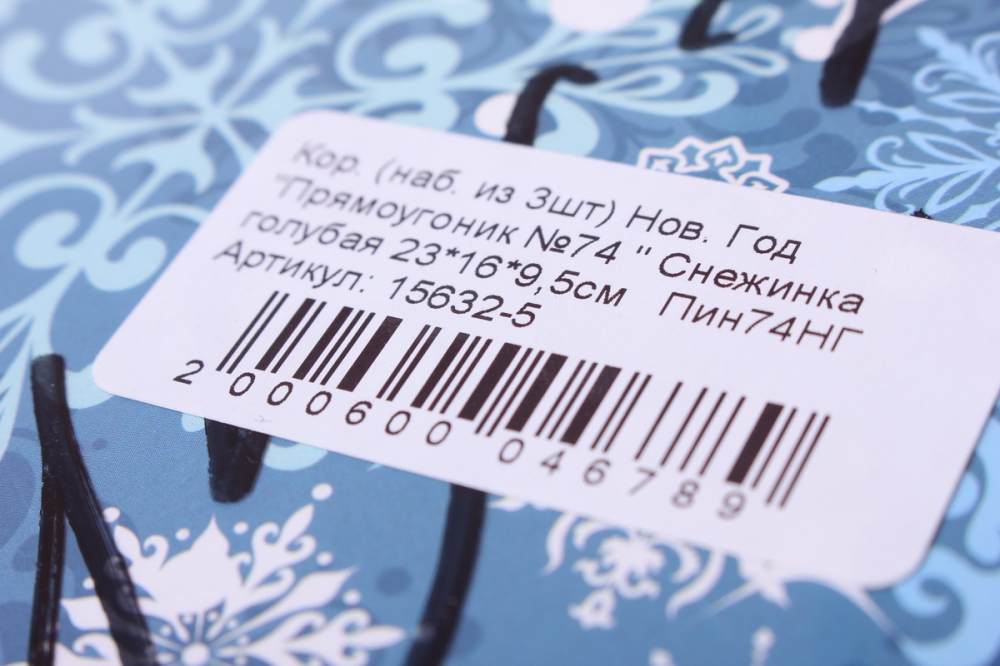 Кор. (наб. из 3шт) Нов. Год
"Прямоугоник №74 " Снежинка
голубая 23*16*9,5см Пин74НГ
Артикул: 15632-5
2 000600 046789